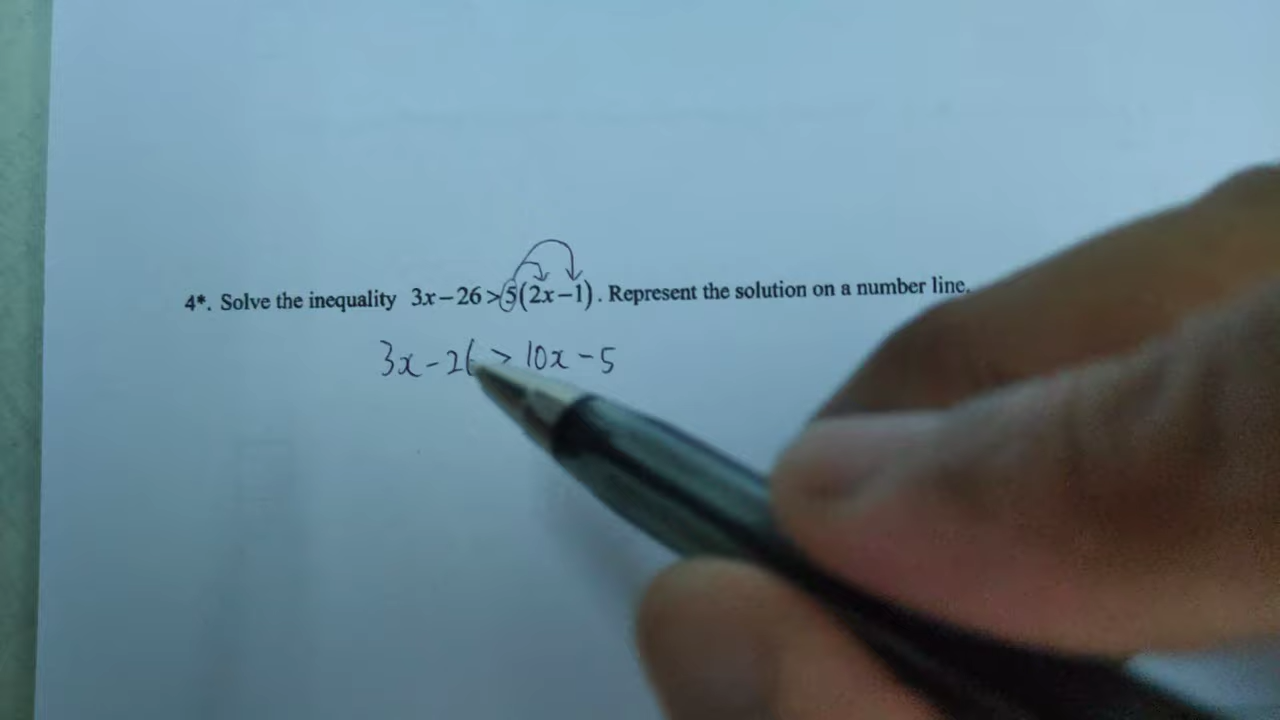 4*. Solve the inequality 3x−26>5(2x−1). Represent the solution on a number line.
3x-26 > 10x - 5